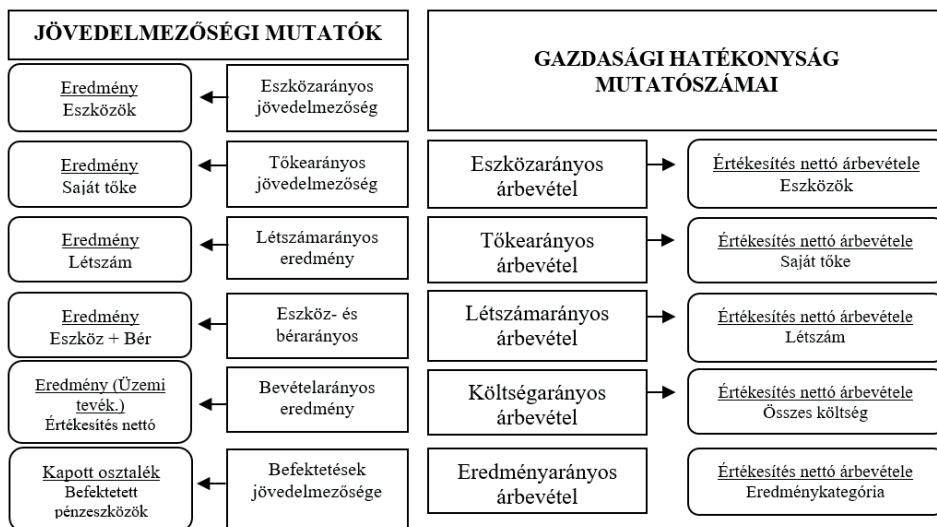 JÖVEDELMEZŐSÉGI MUTATÓK
Eredmény
Eszközök
Eszközarányos
jövedelmezőség
Eredmény
Saját tőke
Tőkearányos
jövedelmezőség
Eredmény
Létszám
Létszámarányos
eredmény
Eredmény
Eszköz + Bér
Eszköz- és
bérarányos
Eredmény (Üzemi
tevék.)
Értékesítés nettó
Bevételarányos
eredmény
Kapott osztalék
Befektetett
pénzeszközök
Befektetések
jövedelmezősége
GAZDASÁGI HATÉKONYSÁG
MUTATÓSZÁMAI
Eszközarányos
árbevétel
Értékesítés nettó árbevétele
Eszközök
Tőkearányos
árbevétel
Értékesítés nettó árbevétele
Saját tőke
Létszámarányos
árbevétel
Értékesítés nettó árbevétele
Létszám
Költségarányos
árbevétel
Értékesítés nettó árbevétele
Összes költség
Eredményarányos
árbevétel
Értékesítés nettó árbevétele
Eredménykategória